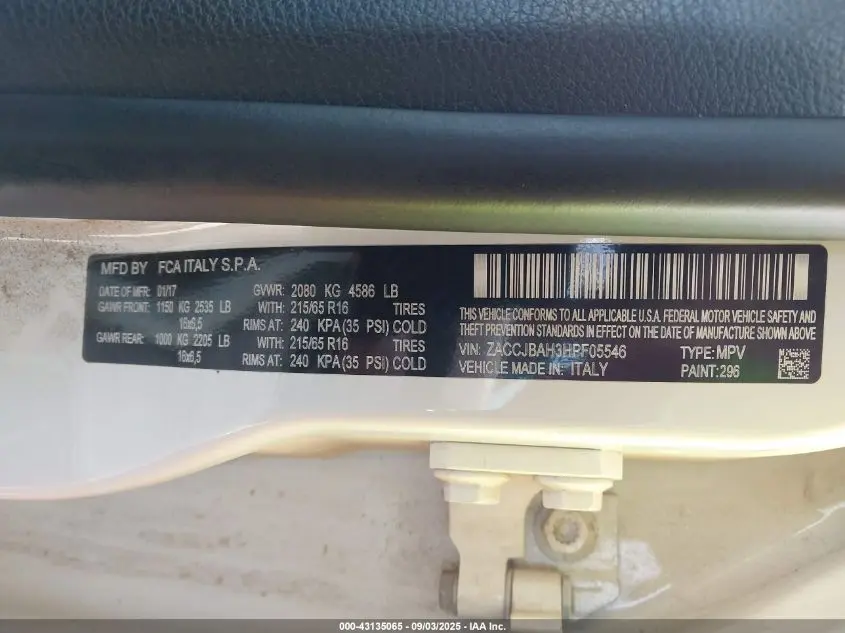 MFD BY FCA ITALY S.P.A.
DATE OF MFR: 01/17 GVWR: 2080 KG 4586 LB
GAWR FRONT: 1150 KG 2535 LB WITH: 215/65 R16 TIRES
16x6,5 RIMS AT: 240 KPA(35 PSI) COLD
GAWR REAR: 1000 KG 2205 LB WITH: 215/65 R16 TIRES
16x6,5 RIMS AT: 240 KPA(35 PSI) COLD
THIS VEHICLE CONFORMS TO ALL APPLICABLE U.S.A. FEDERAL MOTOR VEHICLE SAFETY AND
THEFT PREVENTION STANDARDS IN EFFECT ON THE DATE OF MANUFACTURE SHOWN ABOVE
VIN: ZACCJBAH3HPF05546 TYPE: MPV
VEHICLE MADE IN: ITALY PAINT:296
000-43135065 - 09/03/2025 - IAA Inc.